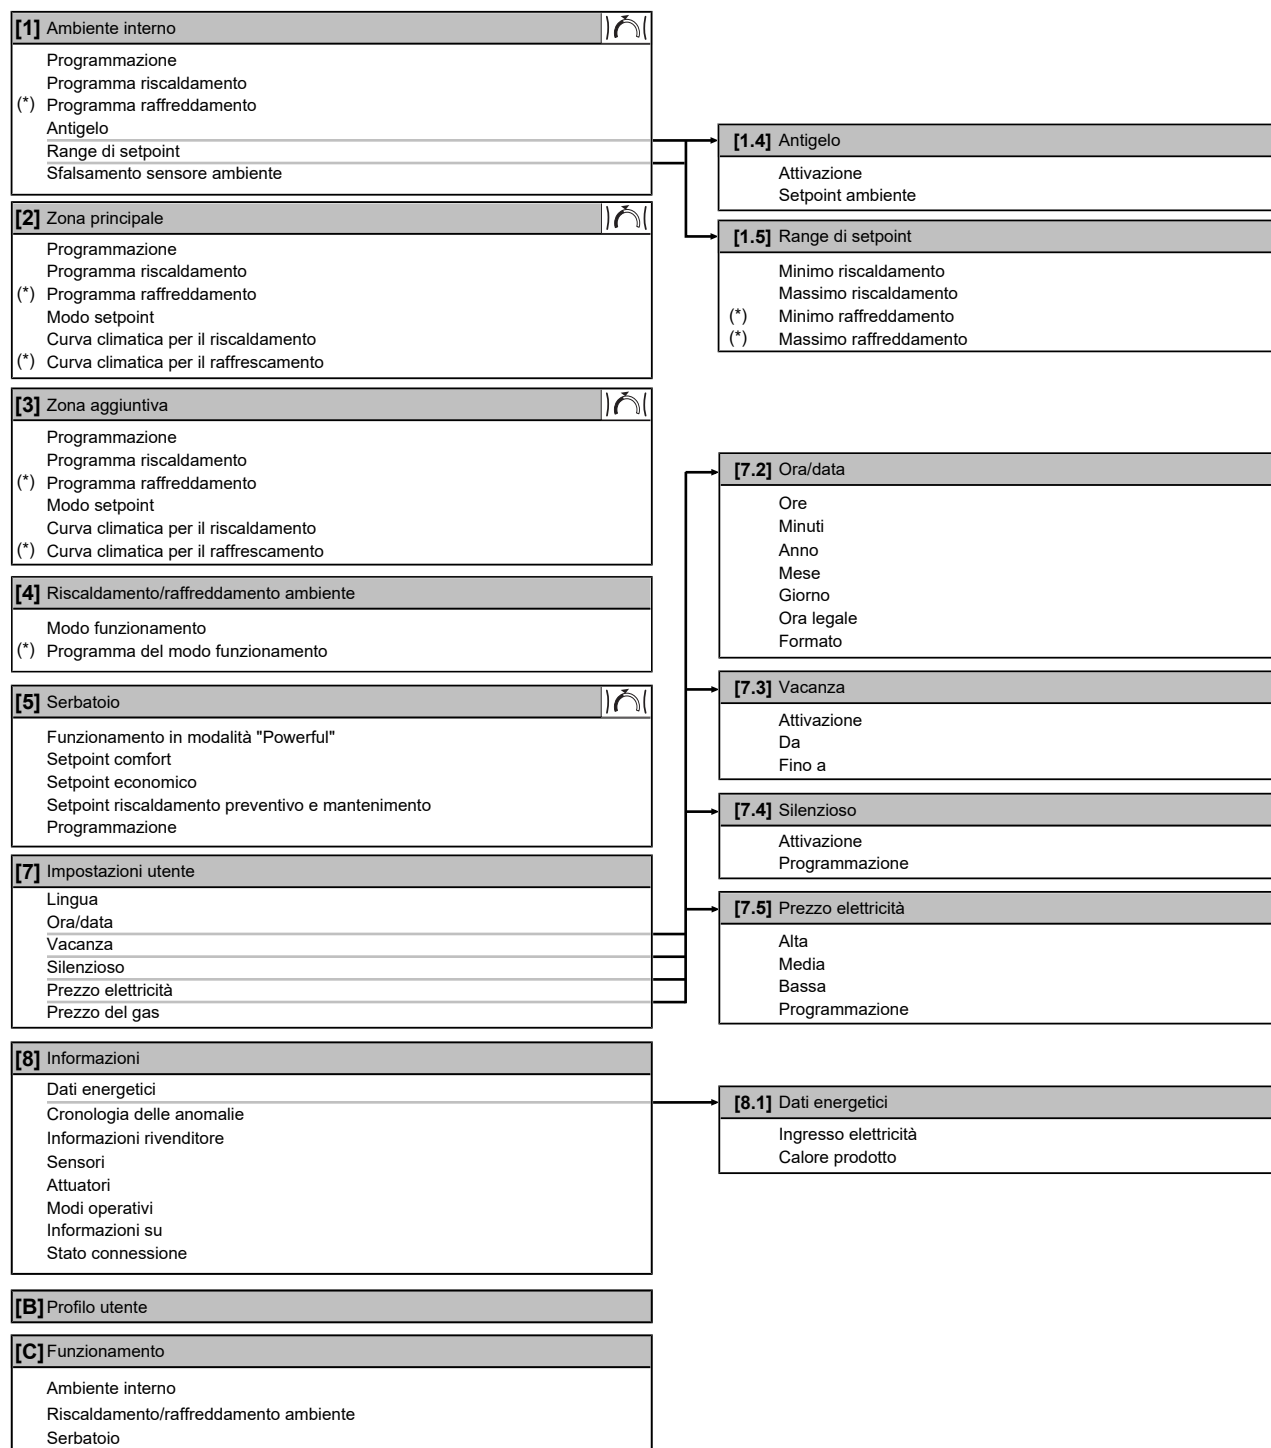 [1] Ambiente interno
Programmazione
Programma riscaldamento
(*) Programma raffreddamento
Antigelo
Range di setpoint
Sfalsamento sensore ambiente
[2] Zona principale
Programmazione
Programma riscaldamento
(*) Programma raffreddamento
Modo setpoint
Curva climatica per il riscaldamento
(*) Curva climatica per il raffrescamento
[3] Zona aggiuntiva
Programmazione
Programma riscaldamento
(*) Programma raffreddamento
Modo setpoint
Curva climatica per il riscaldamento
(*) Curva climatica per il raffrescamento
[4] Riscaldamento/raffreddamento ambiente
Modo funzionamento
(*) Programma del modo funzionamento
[5] Serbatoio
Funzionamento in modalità "Powerful"
Setpoint comfort
Setpoint economico
Setpoint riscaldamento preventivo e mantenimento
Programmazione
[7] Impostazioni utente
Lingua
Ora/data
Vacanza
Silenzioso
Prezzo elettricità
Prezzo del gas
[8] Informazioni
Dati energetici
Cronologia delle anomalie
Informazioni rivenditore
Sensori
Attuatori
Modi operativi
Informazioni su
Stato connessione
[B] Profilo utente
[C] Funzionamento
Ambiente interno
Riscaldamento/raffreddamento ambiente
Serbatoio
[1.4] Antigelo
Attivazione
Setpoint ambiente
[1.5] Range di setpoint
Minimo riscaldamento
Massimo riscaldamento
(*) Minimo raffreddamento
(*) Massimo raffreddamento
[7.2] Ora/data
Ore
Minuti
Anno
Mese
Giorno
Ora legale
Formato
[7.3] Vacanza
Attivazione
Da
Fino a
[7.4] Silenzioso
Attivazione
Programmazione
[7.5] Prezzo elettricità
Alta
Media
Bassa
Programmazione
[8.1] Dati energetici
Ingresso elettricità
Calore prodotto